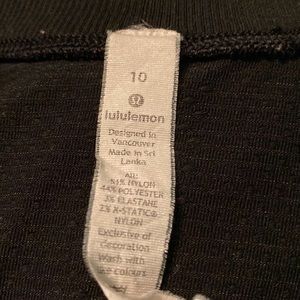 10
lululemon
Designed in
Vancouver
Made in Sri
Lanka
All:
51% NYLON
44% POLYESTER
3% ELASTANE
2% X-STATIC®
NYLON
Exclusive of
Decoration
Wash with
like colours